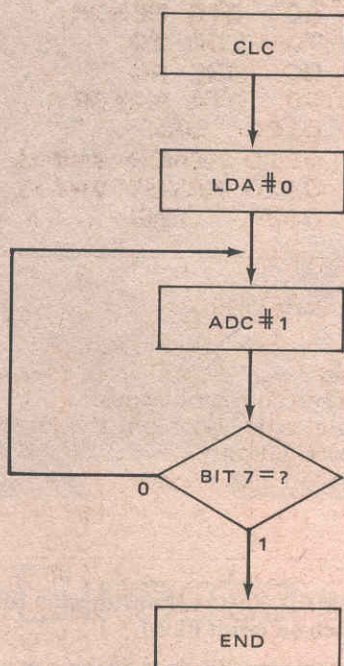 CLC
LDA #0
ADC #1
BIT 7=?
0
1
END